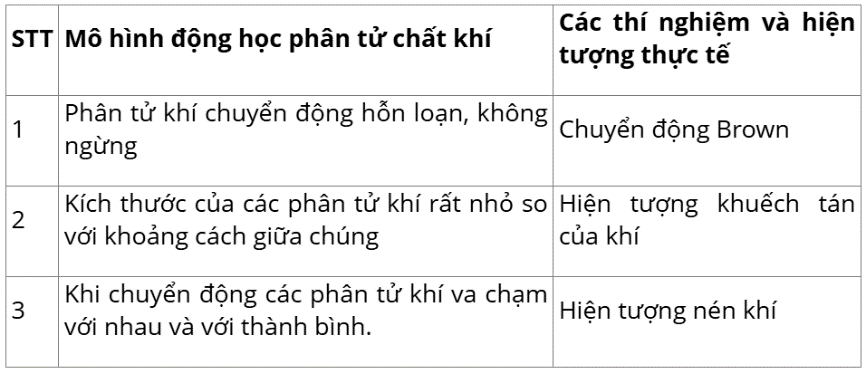 STT Mô hình động học phân tử chất khí Các thí nghiệm và hiện
tượng thực tế
1 Phân tử khí chuyển động hỗn loạn, không
ngừng Chuyển động Brown
2 Kích thước của các phân tử khí rất nhỏ so
với khoảng cách giữa chúng Hiện tượng khuếch tán
của khí
3 Khi chuyển động các phân tử khí va chạm
với nhau và với thành bình. Hiện tượng nén khí